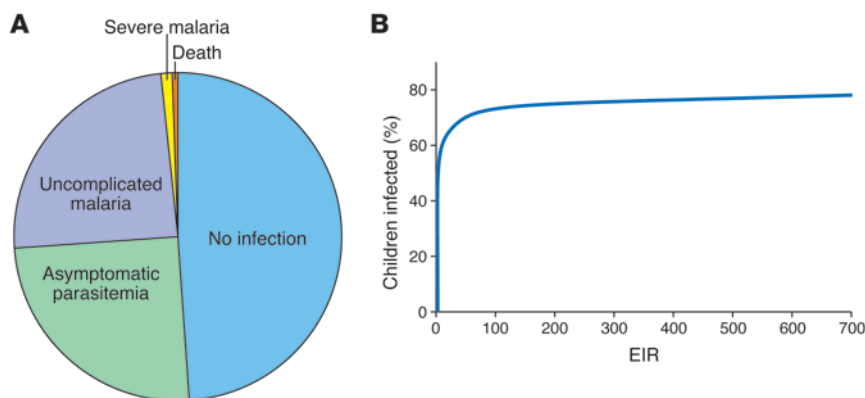 A
Severe malaria
Death
Uncomplicated
malaria
No infection
Asymptomatic
parasitemia
B
Children infected (%)
80
60
40
20
0
0 100 200 300 400 500 600 700
EIR